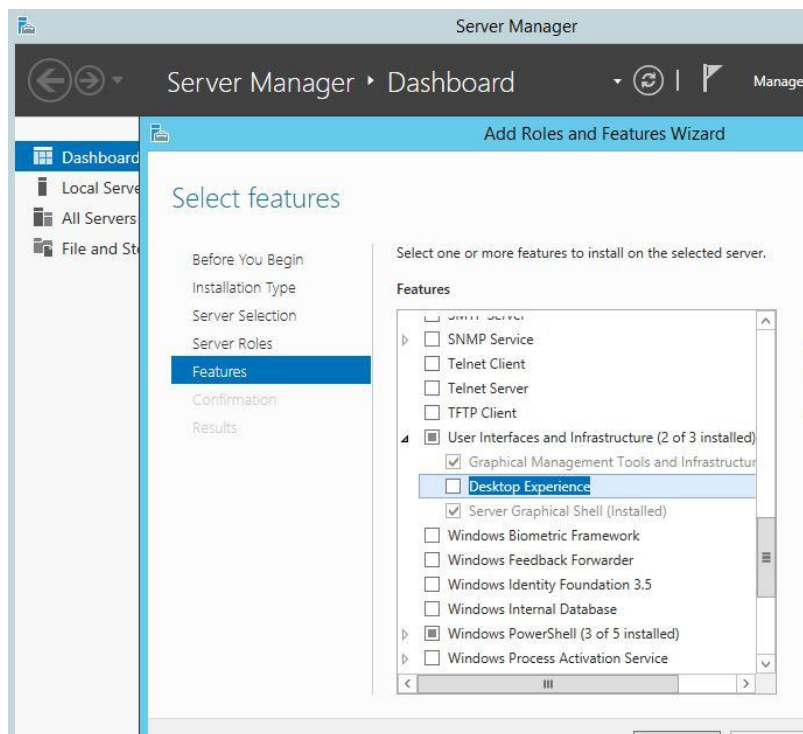 Server Manager
Server Manager ‣ Dashboard
Manage
Add Roles and Features Wizard
Dashboard
Local Serve
All Servers
File and Sto
Select features
Before You Begin
Installation Type
Server Selection
Server Roles
Features
Confirmation
Results
Select one or more features to install on the selected server.
Features
SMTP Server
SNMP Service
Telnet Client
Telnet Server
TFTP Client
User Interfaces and Infrastructure (2 of 3 installed)
Graphical Management Tools and Infrastructur
Desktop Experience
Server Graphical Shell (Installed)
Windows Biometric Framework
Windows Feedback Forwarder
Windows Identity Foundation 3.5
Windows Internal Database
Windows PowerShell (3 of 5 installed)
Windows Process Activation Service